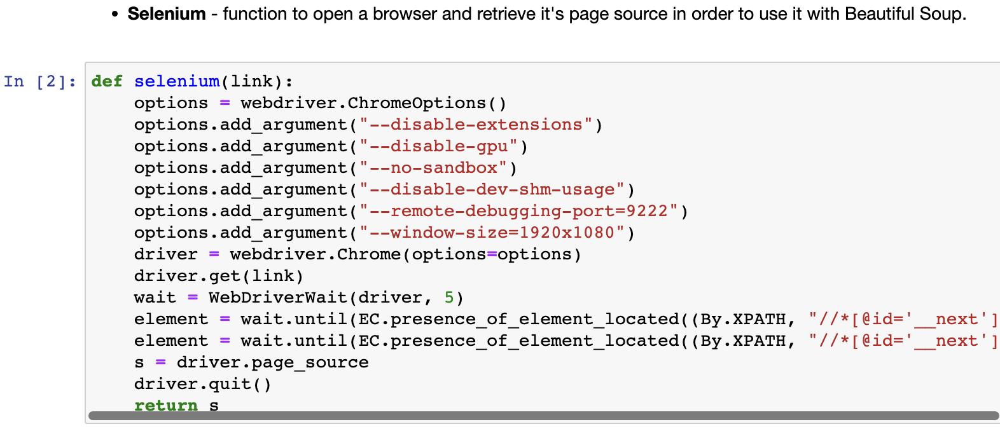 • Selenium - function to open a browser and retrieve it's page source in order to use it with Beautiful Soup.
In [2]: def selenium(link):
    options = webdriver.ChromeOptions()
    options.add_argument("--disable-extensions")
    options.add_argument("--disable-gpu")
    options.add_argument("--no-sandbox")
    options.add_argument("--disable-dev-shm-usage")
    options.add_argument("--remote-debugging-port=9222")
    options.add_argument("--window-size=1920x1080")
    driver = webdriver.Chrome(options=options)
    driver.get(link)
    wait = WebDriverWait(driver, 5)
    element = wait.until(EC.presence_of_element_located((By.XPATH, "//*[@id='__next']
    element = wait.until(EC.presence_of_element_located((By.XPATH, "//*[@id='__next']
    s = driver.page_source
    driver.quit()
    return s